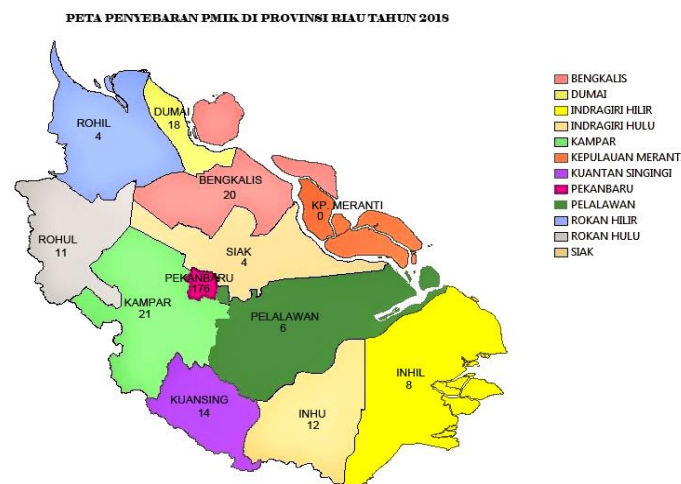 PETA PENYEBARAN PMIK DI PROVINSI RIAU TAHUN 2018
ROHIL
4
DUMAI
18
BENGKALIS
20
KP. MERANTI
0
ROHUL
11
SIAK
4
PEKANBARU
176
KAMPAR
21
PELALAWAN
6
KUANSING
14
INHU
12
INHIL
8
BENGKALIS
DUMAI
INDRAGIRI HILIR
INDRAGIRI HULU
KAMPAR
KEPULAUAN MERANT
KUANTAN SINGINGI
PEKANBARU
PELALAWAN
ROKAN HILIR
ROKAN HULU
SIAK